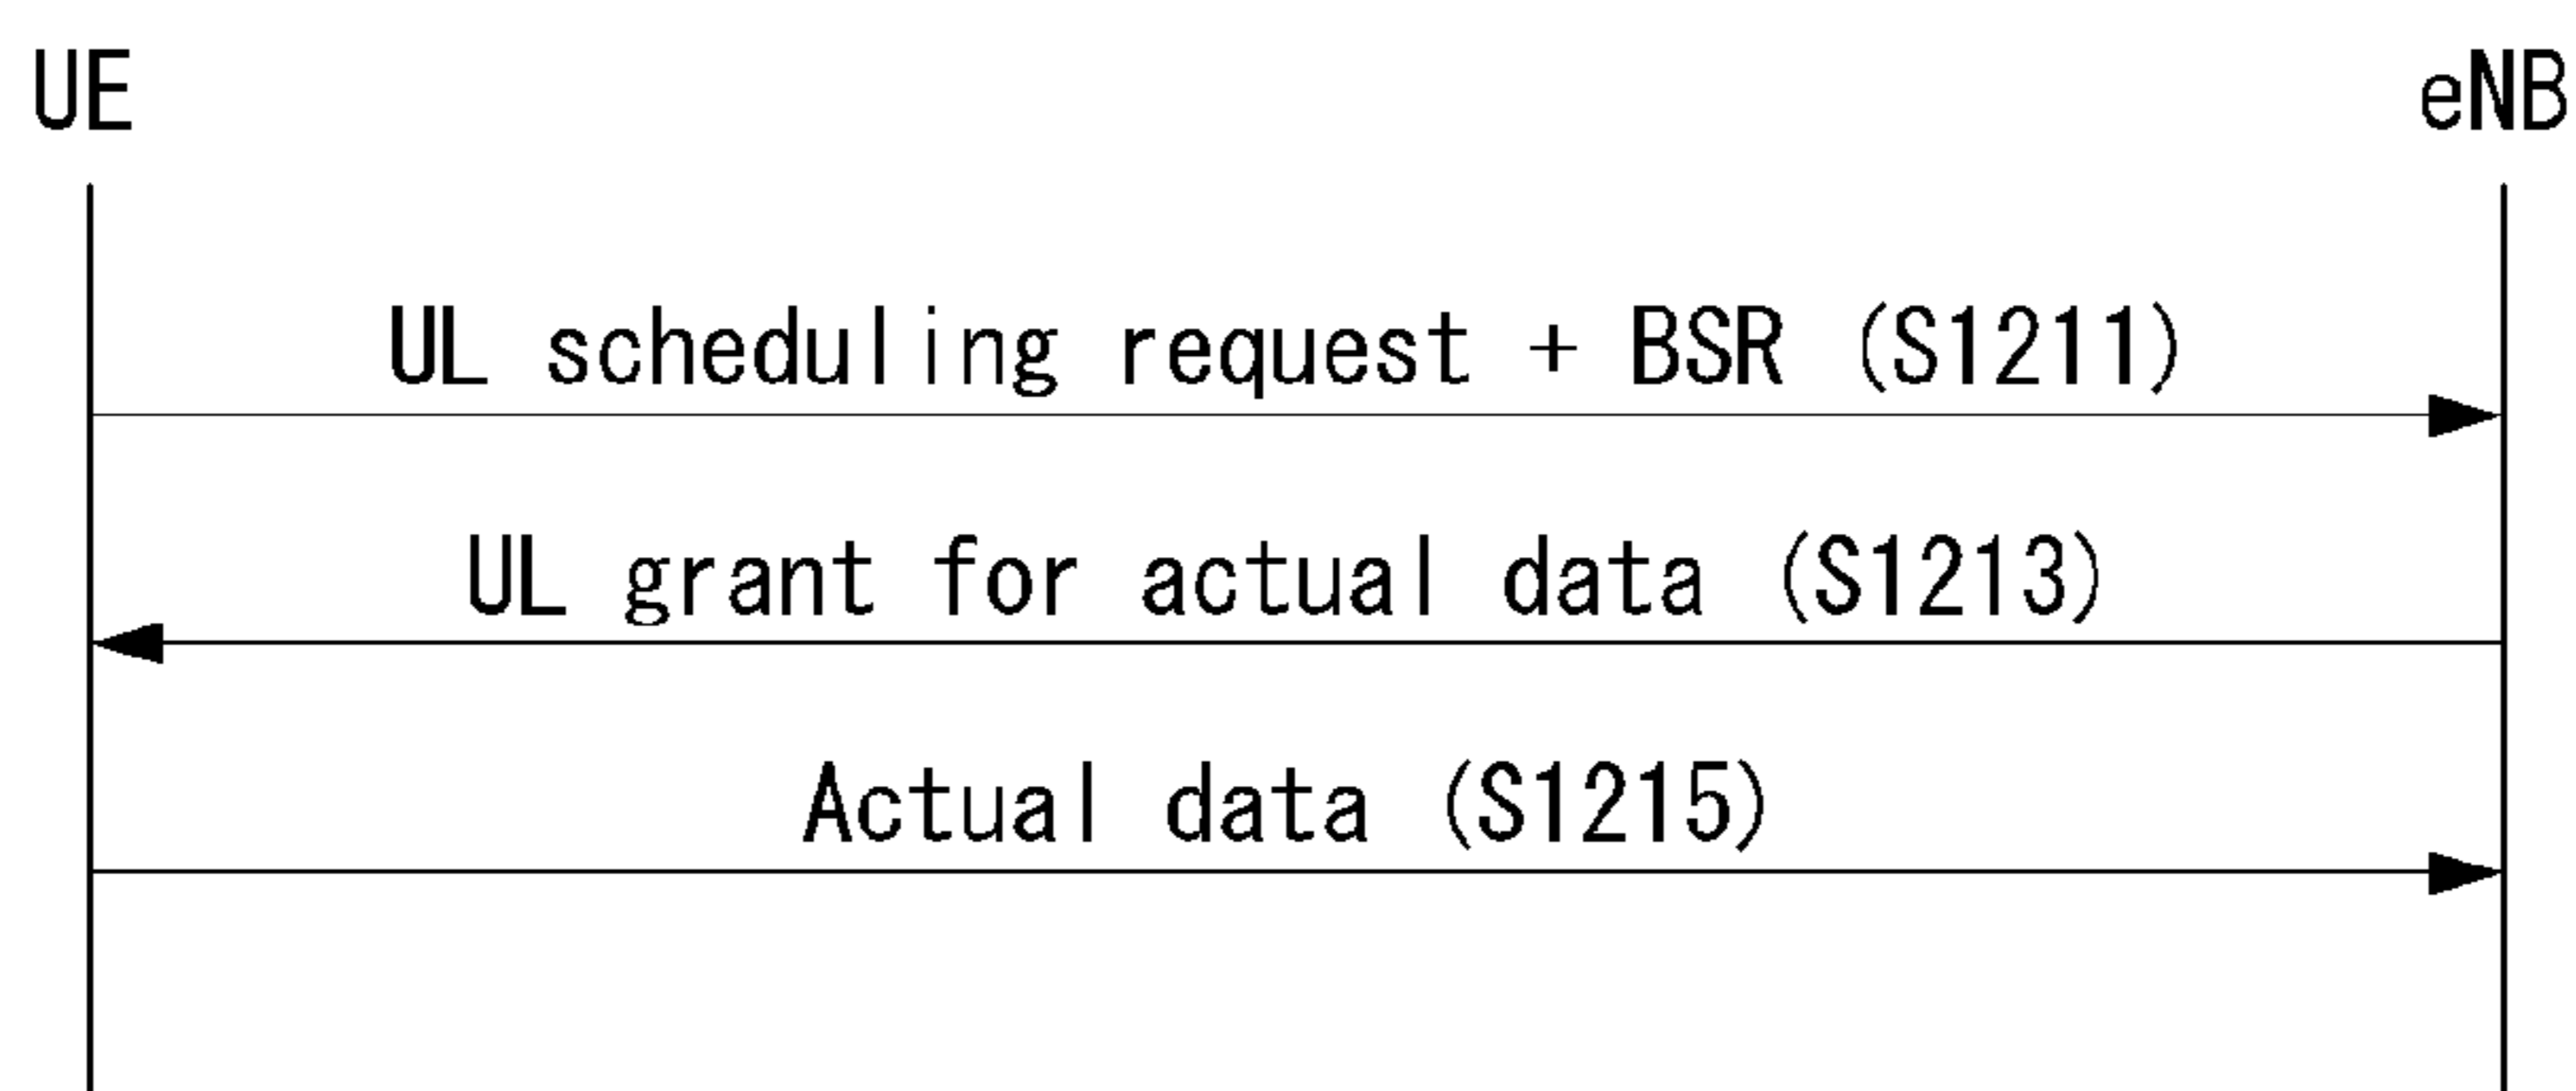 UE eNB
UL scheduling request + BSR (S1211)
UL grant for actual data (S1213)
Actual data (S1215)